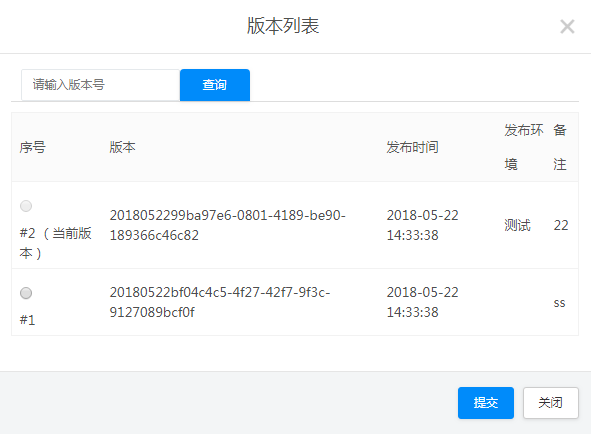 版本列表
请输入版本号
查询
序号
版本
发布时间
发布环
境
备
注
#2（当前版
本）
2018052299ba97e6-0801-4189-be90-
189366c46c82
2018-05-22
14:33:38
测试
22
#1
20180522bf04c4c5-4f27-42f7-9f3c-
9127089bcf0f
2018-05-22
14:33:38
ss
提交
关闭